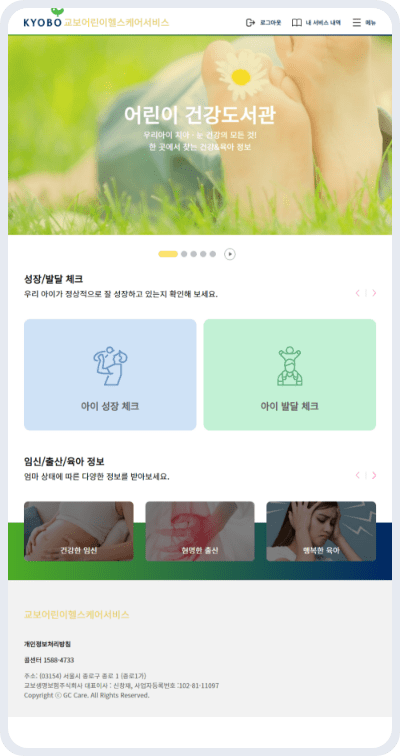 KYOBO 교보어린이헬스케어서비스
로그아웃
내 서비스 내역
메뉴
어린이 건강도서관
우리아이 치아 · 눈 건강의 모든 것!
한 곳에서 찾는 건강&육아 정보
성장/발달 체크
우리 아이가 정상적으로 잘 성장하고 있는지 확인해 보세요.
아이 성장 체크
아이 발달 체크
임신/출산/육아 정보
엄마 상태에 따른 다양한 정보를 받아보세요.
건강한 임신
현명한 출산
행복한 육아
교보어린이헬스케어서비스
개인정보처리방침
콜센터 1588-4733
주소: (03154) 서울시 종로구 종로 1 (종로1가)
교보생명보험주식회사 대표이사 : 신창재, 사업자등록번호 :102-81-11097
Copyright ⓒ GC Care. All Rights Reserved.